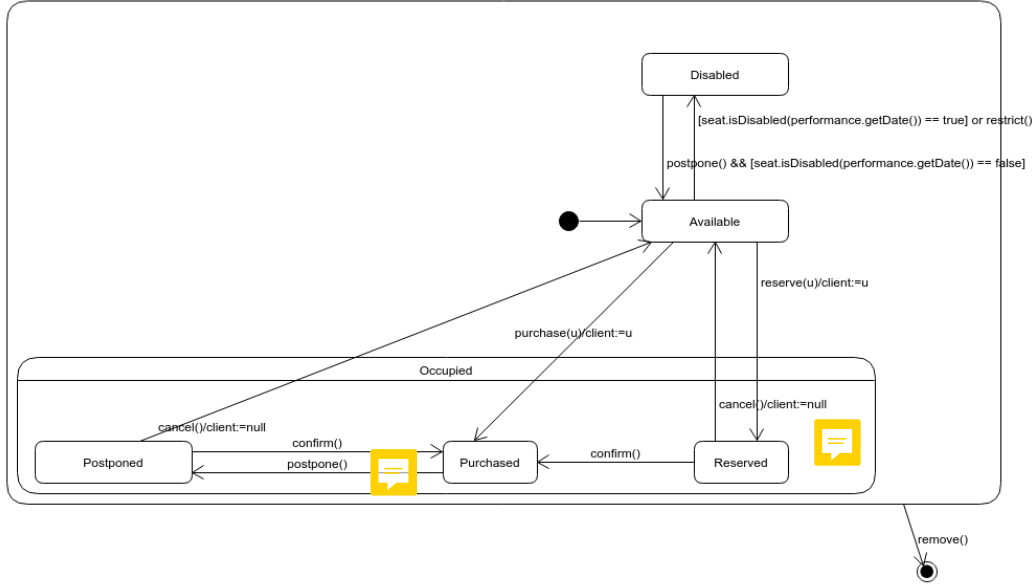 Disabled
[seat.isDisabled(performance.getDate()) == true] or restrict()
postpone() && [seat.isDisabled(performance.getDate()) == false]
Available
reserve(u)/client:=u
purchase(u)/client:=u
Occupied
cancel()/client:=null
cancel()/client:=null
confirm()
Postponed
postpone()
Purchased
confirm()
Reserved
remove()